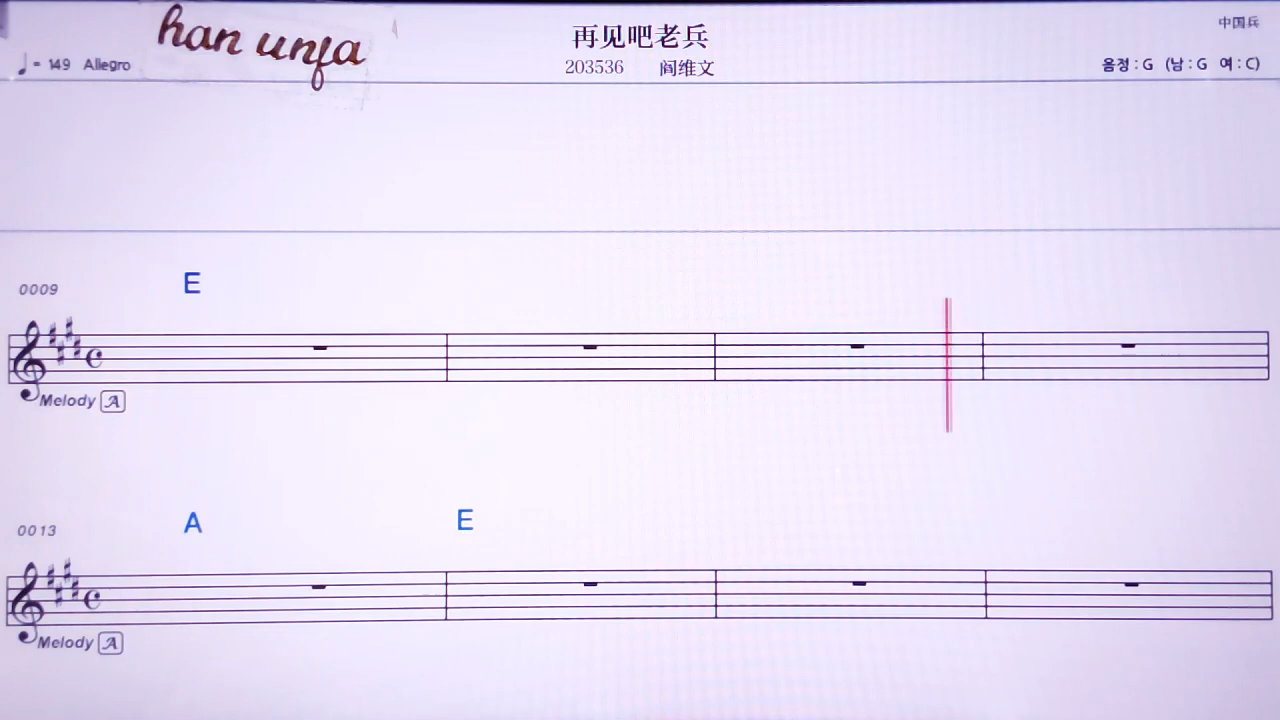 han unfa
再见吧老兵
中国兵
♩= 149 Allegro
203536 阎维文
음정 : G (남 : G 여 : C)
0009
E
Melody A
0013
A E
Melody A